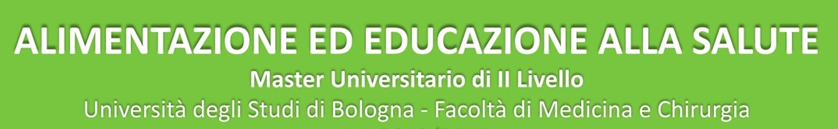 ALIMENTAZIONE ED EDUCAZIONE ALLA SALUTE
Master Universitario di II Livello
Università degli Studi di Bologna - Facoltà di Medicina e Chirurgia